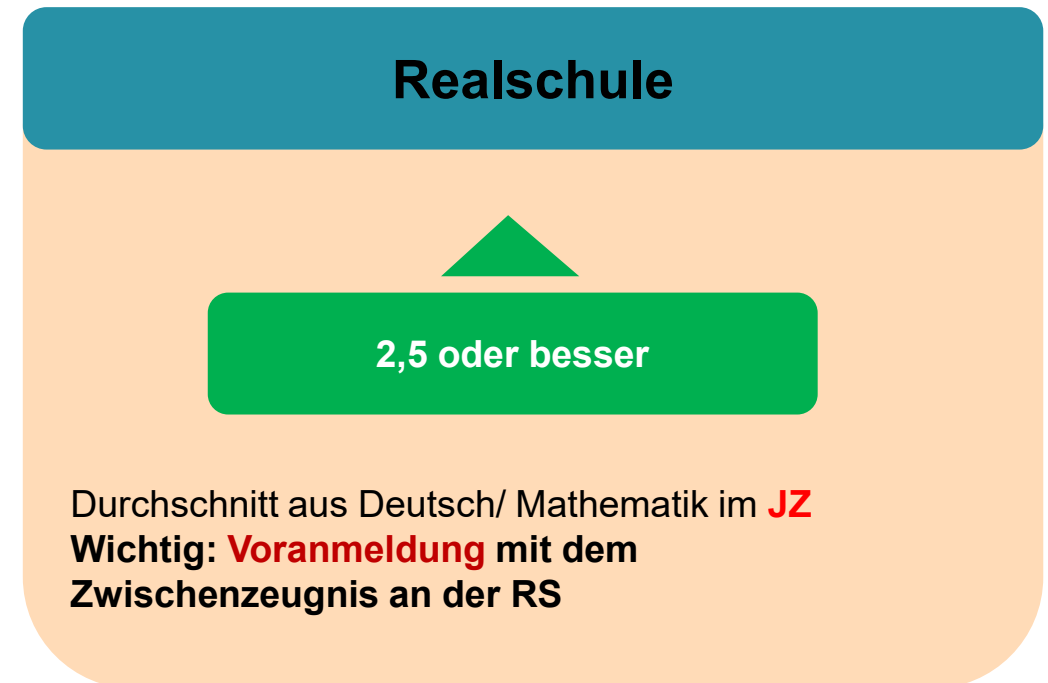 Realschule
2,5 oder besser
Durchschnitt aus Deutsch/ Mathematik im JZ
Wichtig: Voranmeldung mit dem
Zwischenzeugnis an der RS